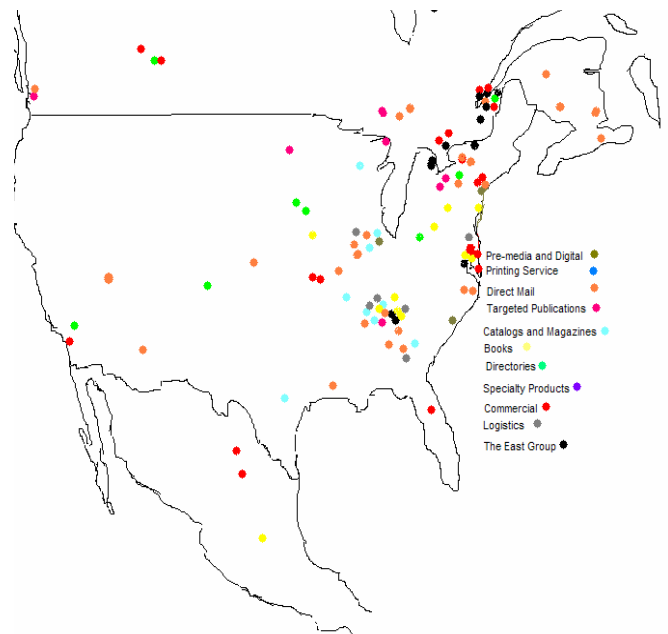 Pre-media and Digital
Printing Service
Direct Mail
Targeted Publications
Catalogs and Magazines
Books
Directories
Specialty Products
Commercial
Logistics
The East Group